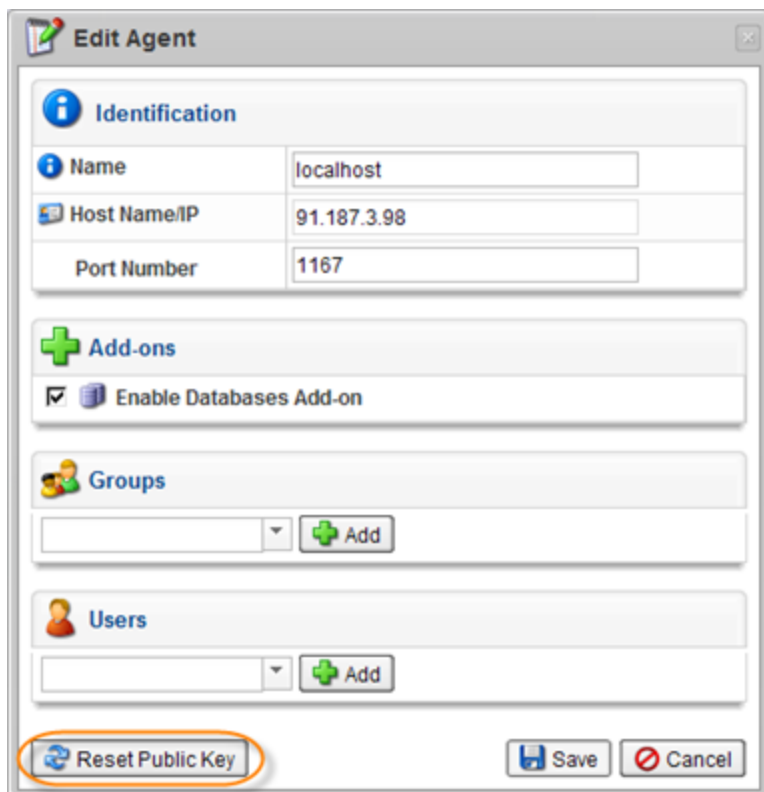 Edit Agent
Identification
Name
localhost
Host Name/IP
91.187.3.98
Port Number
1167
Add-ons
Enable Databases Add-on
Groups
Add
Users
Add
Reset Public Key
Save
Cancel